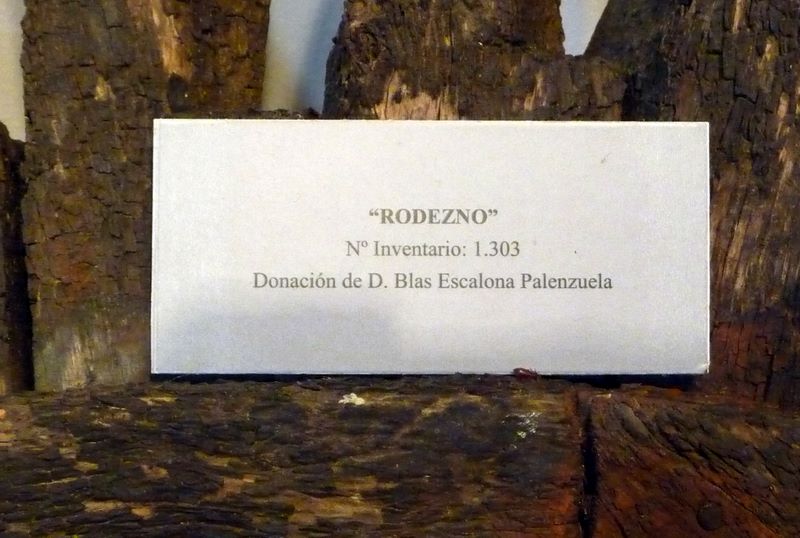 “RODEZNO”
Nº Inventario: 1.303
Donación de D. Blas Escalona Palenzuela